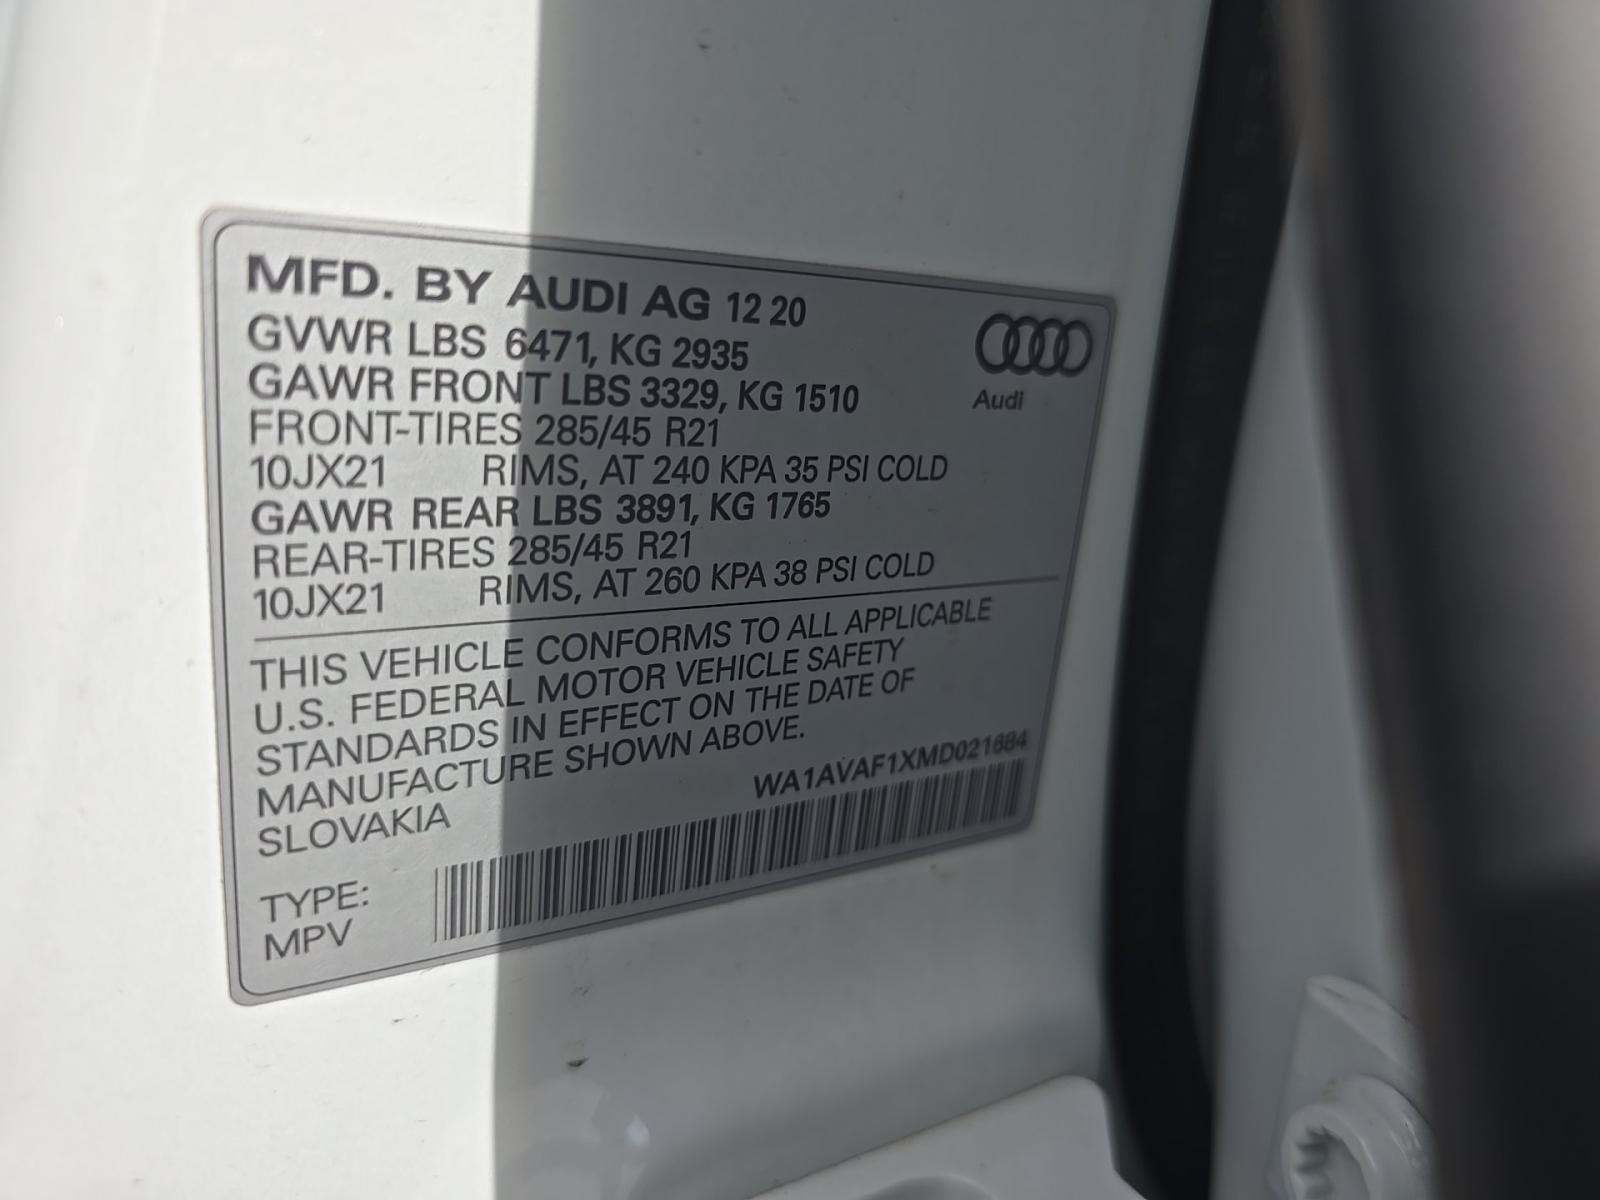 MFD. BY AUDI AG 12 20
GVWR LBS 6471, KG 2935
GAWR FRONT LBS 3329, KG 1510
Audi
FRONT-TIRES 285/45 R21
10JX21 RIMS, AT 240 KPA 35 PSI COLD
GAWR REAR LBS 3891, KG 1765
REAR-TIRES 285/45 R21
10JX21 RIMS, AT 260 KPA 38 PSI COLD
THIS VEHICLE CONFORMS TO ALL APPLICABLE
U.S. FEDERAL MOTOR VEHICLE SAFETY
STANDARDS IN EFFECT ON THE DATE OF
MANUFACTURE SHOWN ABOVE.
SLOVAKIA
WA1AVAF1XMD021684
TYPE:
MPV